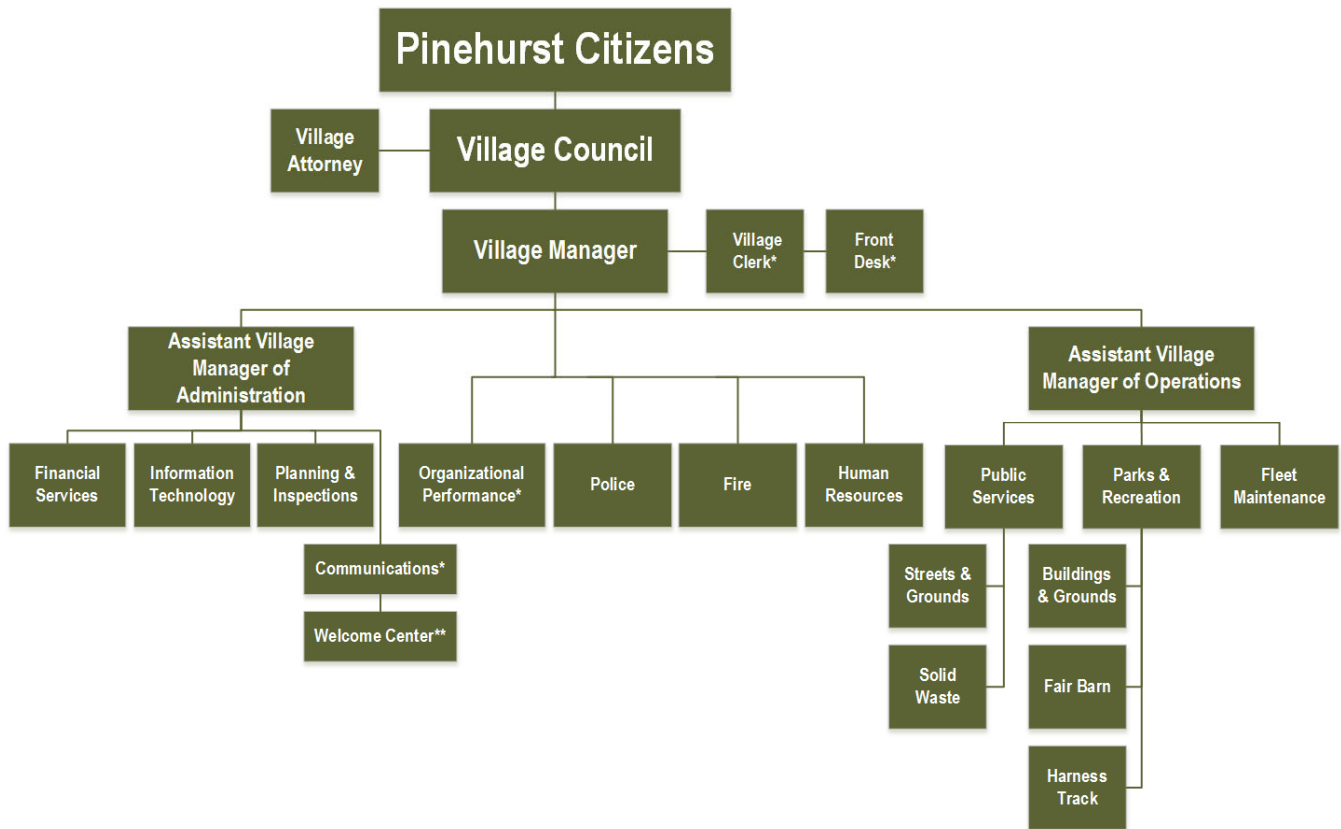 Pinehurst Citizens
Village
Attorney
Village Council
Village Manager
Village
Clerk*
Front
Desk*
Assistant Village
Manager of
Administration
Assistant Village
Manager of Operations
Financial
Services
Information
Technology
Planning &
Inspections
Organizational
Performance*
Police
Fire
Human
Resources
Public
Services
Parks &
Recreation
Fleet
Maintenance
Communications*
Welcome Center**
Streets &
Grounds
Buildings
& Grounds
Solid
Waste
Fair Barn
Harness
Track